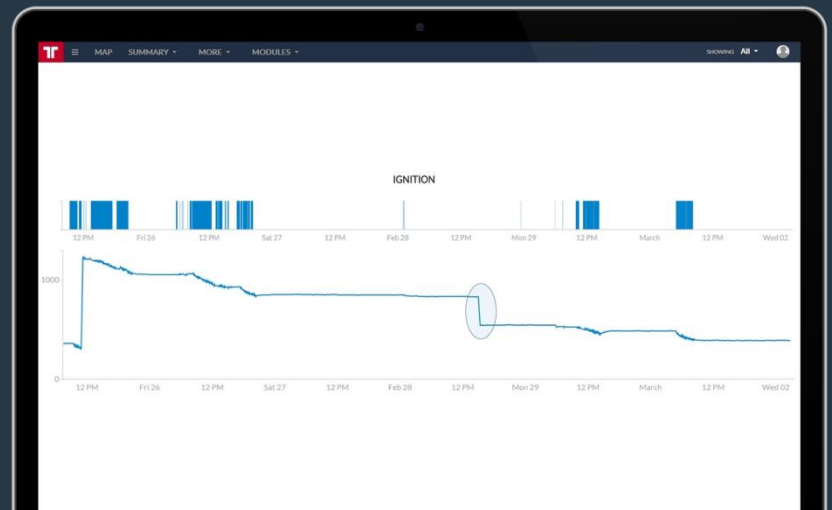 MAP SUMMARY MORE MODULES SHOWING All
IGNITION
12 PM Fri 26 12 PM Sat 27 12 PM Feb 28 12 PM Mon 29 12 PM March 12 PM Wed 02
1000
0
12 PM Fri 26 12 PM Sat 27 12 PM Feb 28 12 PM Mon 29 12 PM March 12 PM Wed 02